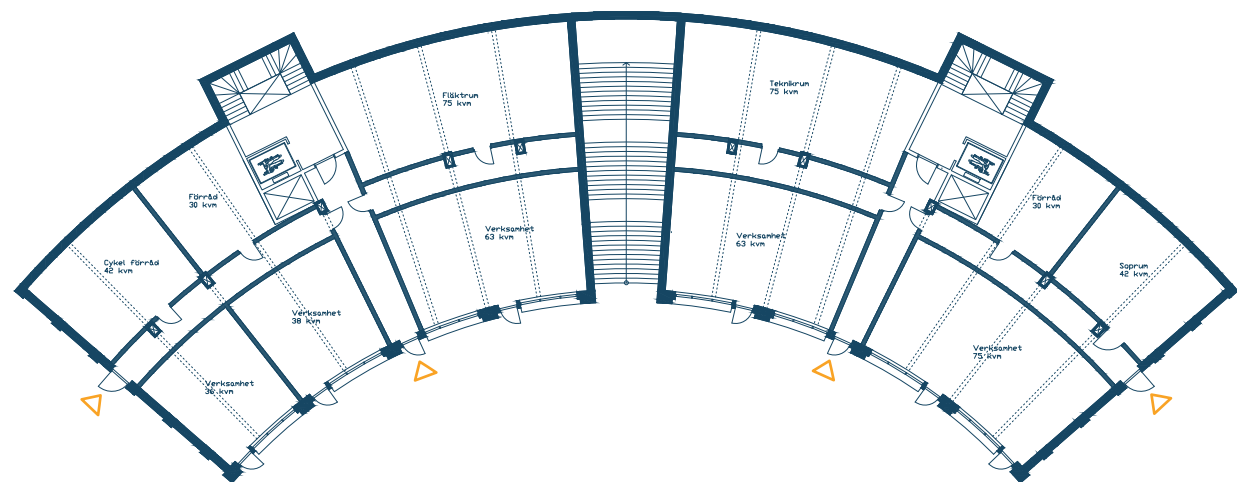 Fläktrum
75 kvm
Teknikrum
75 kvm
Förråd
30 kvm
Förråd
30 kvm
Cykel förråd
42 kvm
Verksamhet
63 kvm
Verksamhet
63 kvm
Soprum
42 kvm
Verksamhet
38 kvm
Verksamhet
75 kvm
Verksamhet
36 kvm